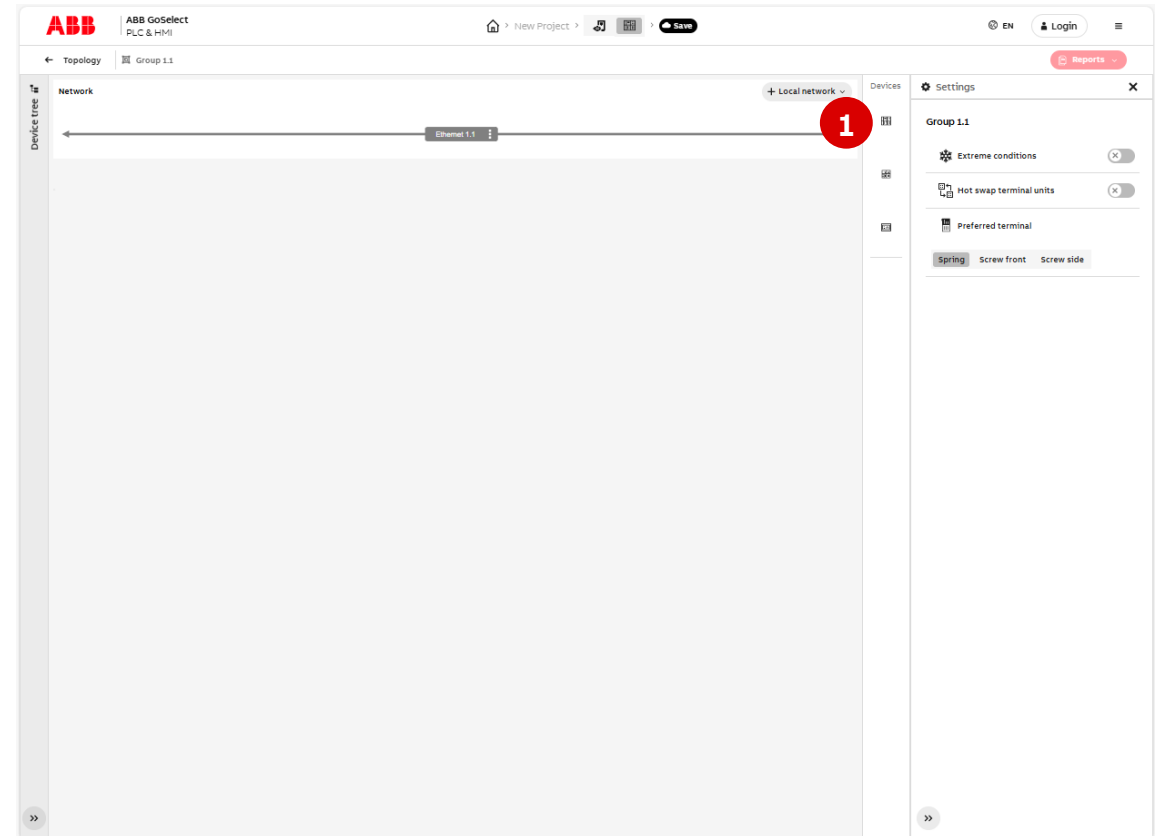 ABB
ABB GoSelect
PLC & HMI
New Project
Save
EN
Login
Topology
Group 1.1
Reports
Device tree
Network
+ Local network
Ethernet 1.1
1
Devices
Settings
Group 1.1
Extreme conditions
Hot swap terminal units
Preferred terminal
Spring Screw front Screw side